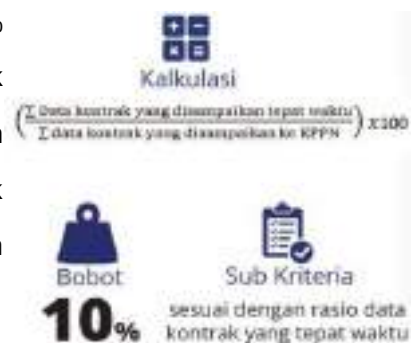 Kalkulasi
( Σ Data kontrak yang disampaikan tepat waktu
Σ data kontrak yang disampaikan ke KPPN ) X100
Bobot
10%
Sub Kriteria
sesuai dengan rasio data
kontrak yang tepat waktu